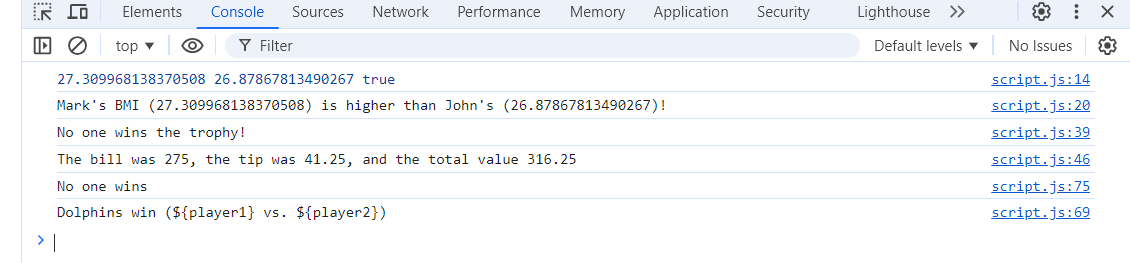 Elements Console Sources Network Performance Memory Application Security Lighthouse
top Filter Default levels No Issues
27.309968138370508 26.87867813490267 true script.js:14
Mark's BMI (27.309968138370508) is higher than John's (26.87867813490267)! script.js:20
No one wins the trophy! script.js:39
The bill was 275, the tip was 41.25, and the total value 316.25 script.js:46
No one wins script.js:75
Dolphins win (${player1} vs. ${player2}) script.js:69